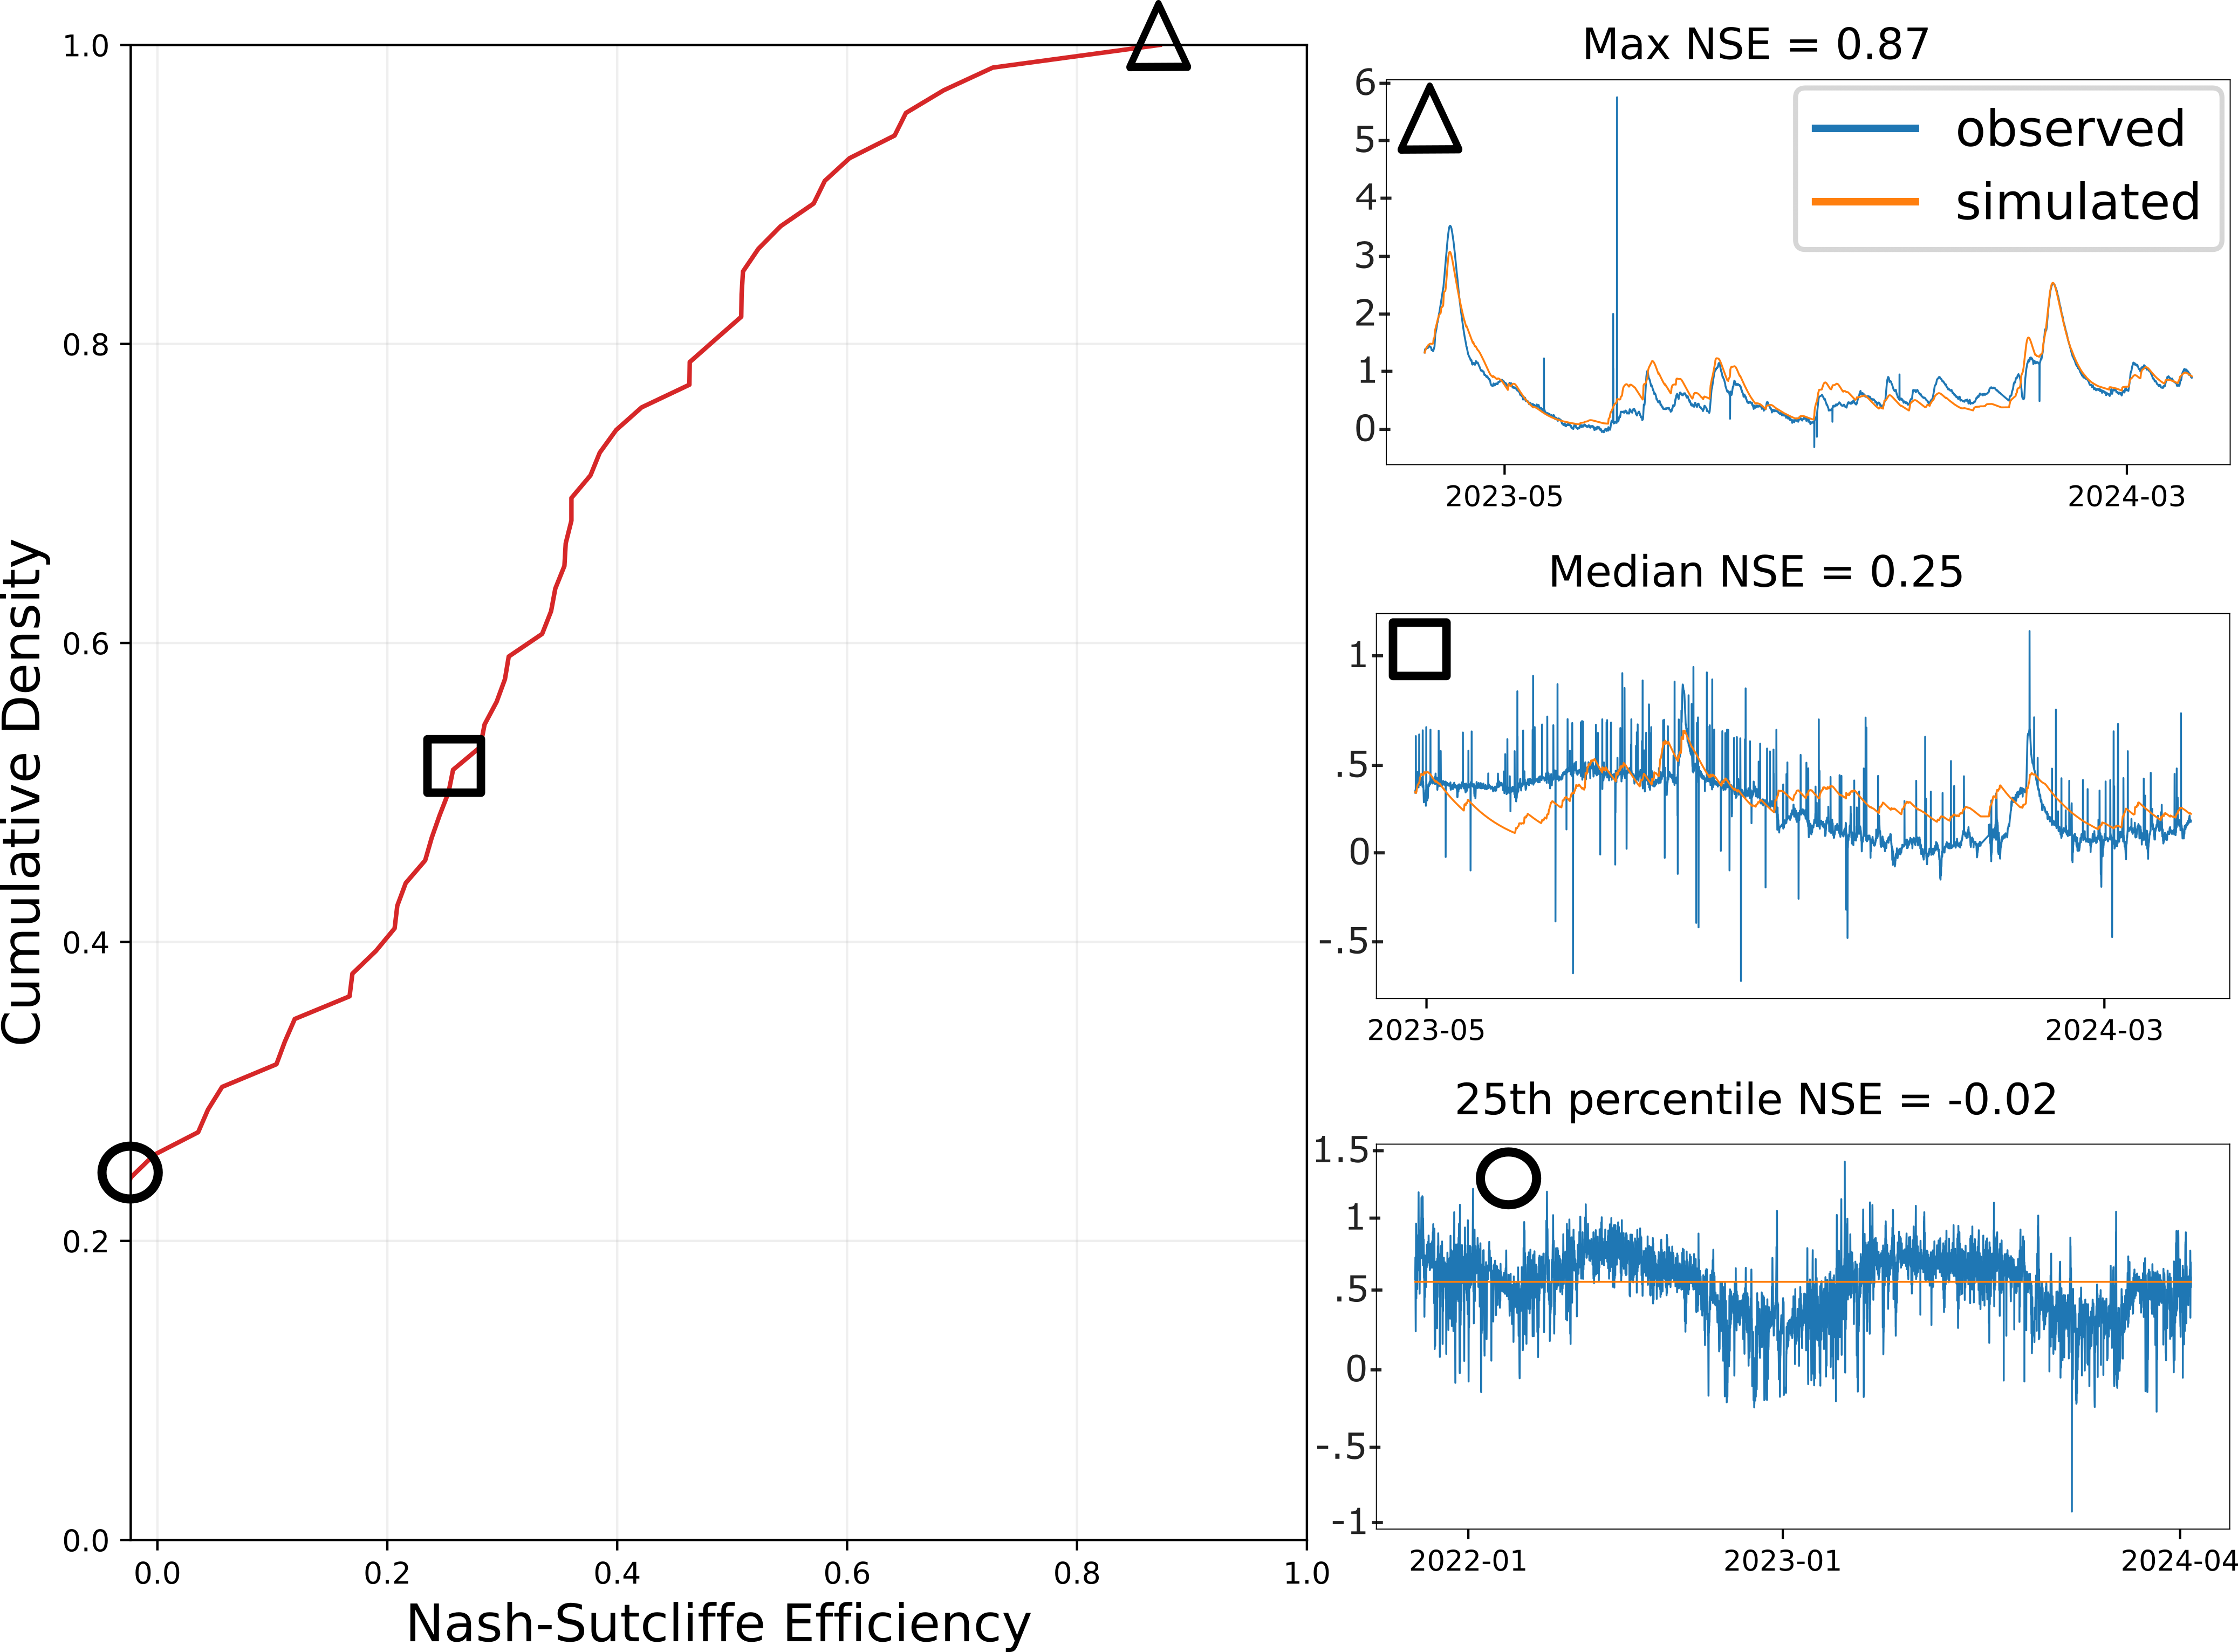 1.0
0.8
0.6
0.4
0.2
0.0
Cumulative Density
0.0 0.2 0.4 0.6 0.8 1.0
Nash-Sutcliffe Efficiency
Max NSE = 0.87
6
5
4
3
2
1
0
observed
simulated
2023-05 2024-03
Median NSE = 0.25
1
.5
0
-.5
2023-05 2024-03
25th percentile NSE = -0.02
1.5
1
.5
0
-.5
-1
2022-01 2023-01 2024-04